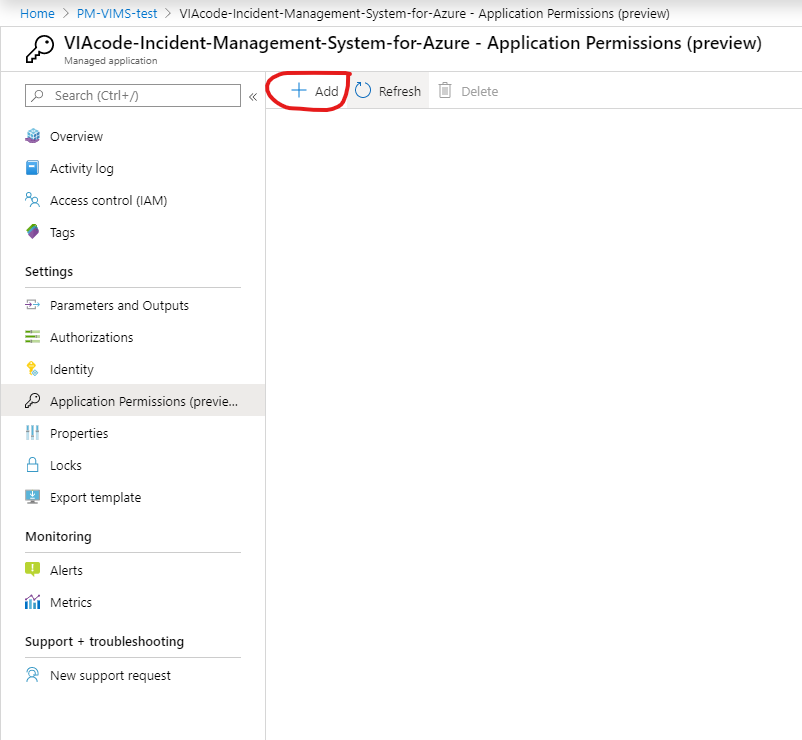 Home > PM-VIMS-test > VIAcode-Incident-Management-System-for-Azure - Application Permissions (preview)
VIAcode-Incident-Management-System-for-Azure - Application Permissions (preview)
Managed application
Search (Ctrl+/)
«
Add
Refresh
Delete
Overview
Activity log
Access control (IAM)
Tags
Settings
Parameters and Outputs
Authorizations
Identity
Application Permissions (previe...
Properties
Locks
Export template
Monitoring
Alerts
Metrics
Support + troubleshooting
New support request